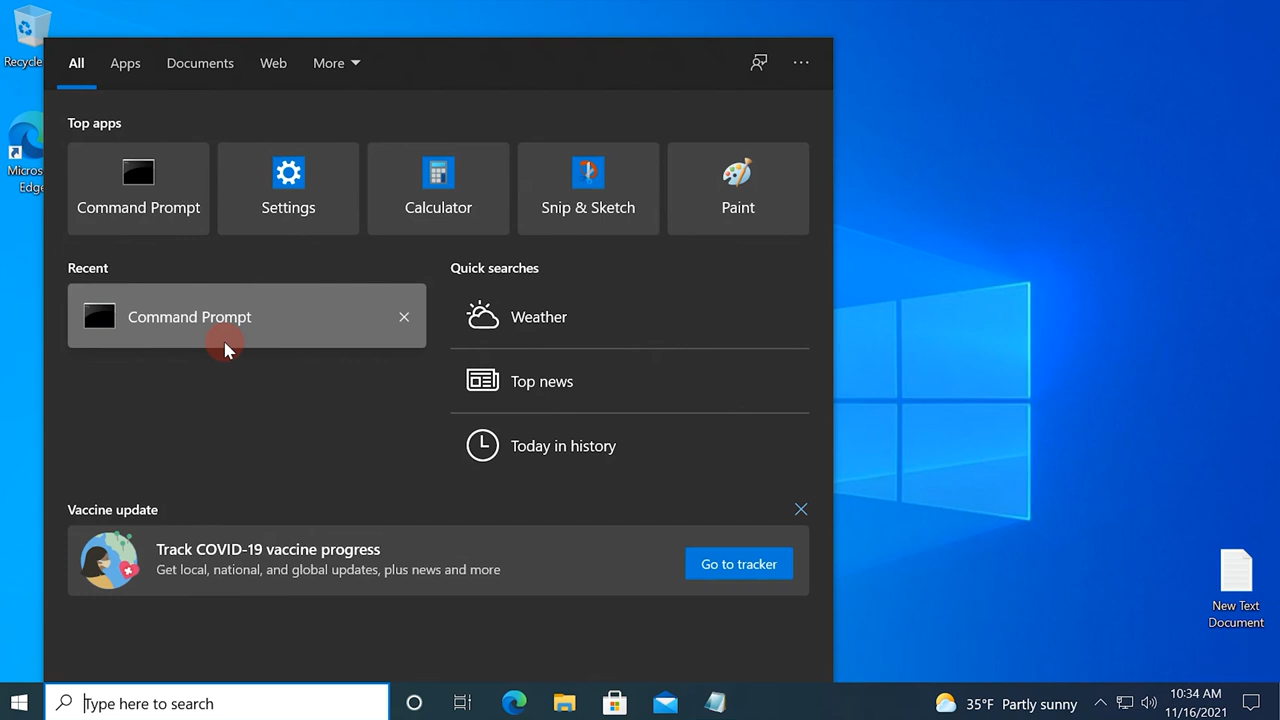 Recycle
Micros
Edge
All
Apps
Documents
Web
More
Top apps
Command Prompt
Settings
Calculator
Snip & Sketch
Paint
Recent
Command Prompt
Quick searches
Weather
Top news
Today in history
Vaccine update
Track COVID-19 vaccine progress
Get local, national, and global updates, plus news and more
Go to tracker
New Text
Document
Type here to search
35°F Partly sunny
10:34 AM
11/16/2021